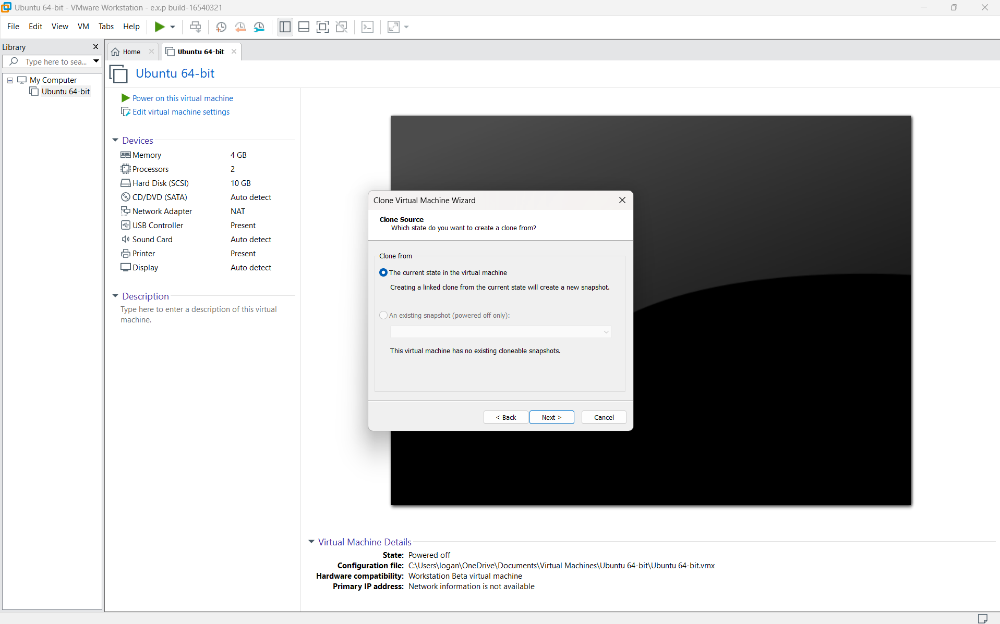 Ubuntu 64-bit - VMware Workstation - e.x.p build-16540321
File Edit View VM Tabs Help
Library
Type here to sea...
My Computer
Ubuntu 64-bit
Home
Ubuntu 64-bit
Ubuntu 64-bit
Power on this virtual machine
Edit virtual machine settings
Devices
Memory 4 GB
Processors 2
Hard Disk (SCSI) 10 GB
CD/DVD (SATA) Auto detect
Network Adapter NAT
USB Controller Present
Sound Card Auto detect
Printer Present
Display Auto detect
Description
Type here to enter a description of this virtual
machine.
Clone Virtual Machine Wizard
Clone Source
Which state do you want to create a clone from?
Clone from
The current state in the virtual machine
Creating a linked clone from the current state will create a new snapshot.
An existing snapshot (powered off only):
This virtual machine has no existing cloneable snapshots.
< Back Next > Cancel
Virtual Machine Details
State: Powered off
Configuration file: C:\Users\logan\OneDrive\Documents\Virtual Machines\Ubuntu 64-bit\Ubuntu 64-bit.vmx
Hardware compatibility: Workstation Beta virtual machine
Primary IP address: Network information is not available